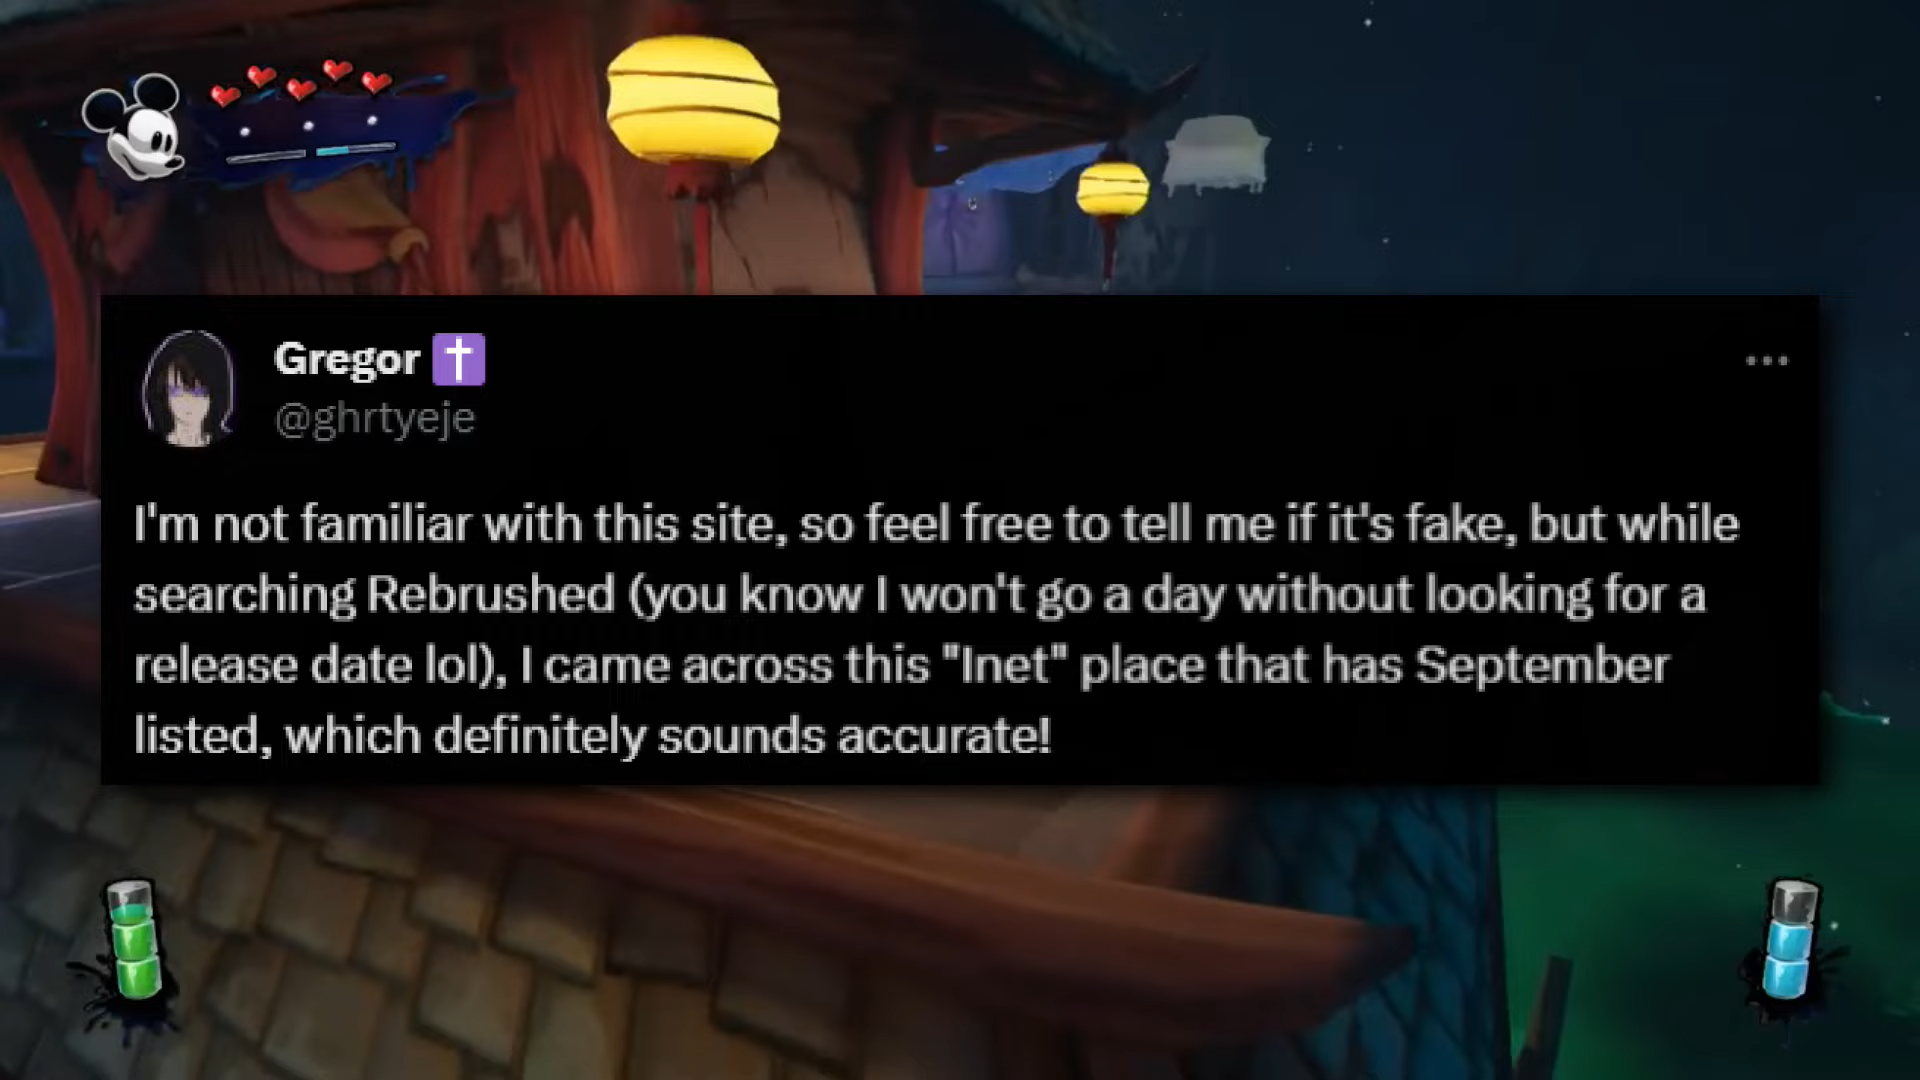 Gregor ✝️
@ghrtyeje
I'm not familiar with this site, so feel free to tell me if it's fake, but while
searching Rebrushed (you know I won't go a day without looking for a
release date lol), I came across this "Inet" place that has September
listed, which definitely sounds accurate!